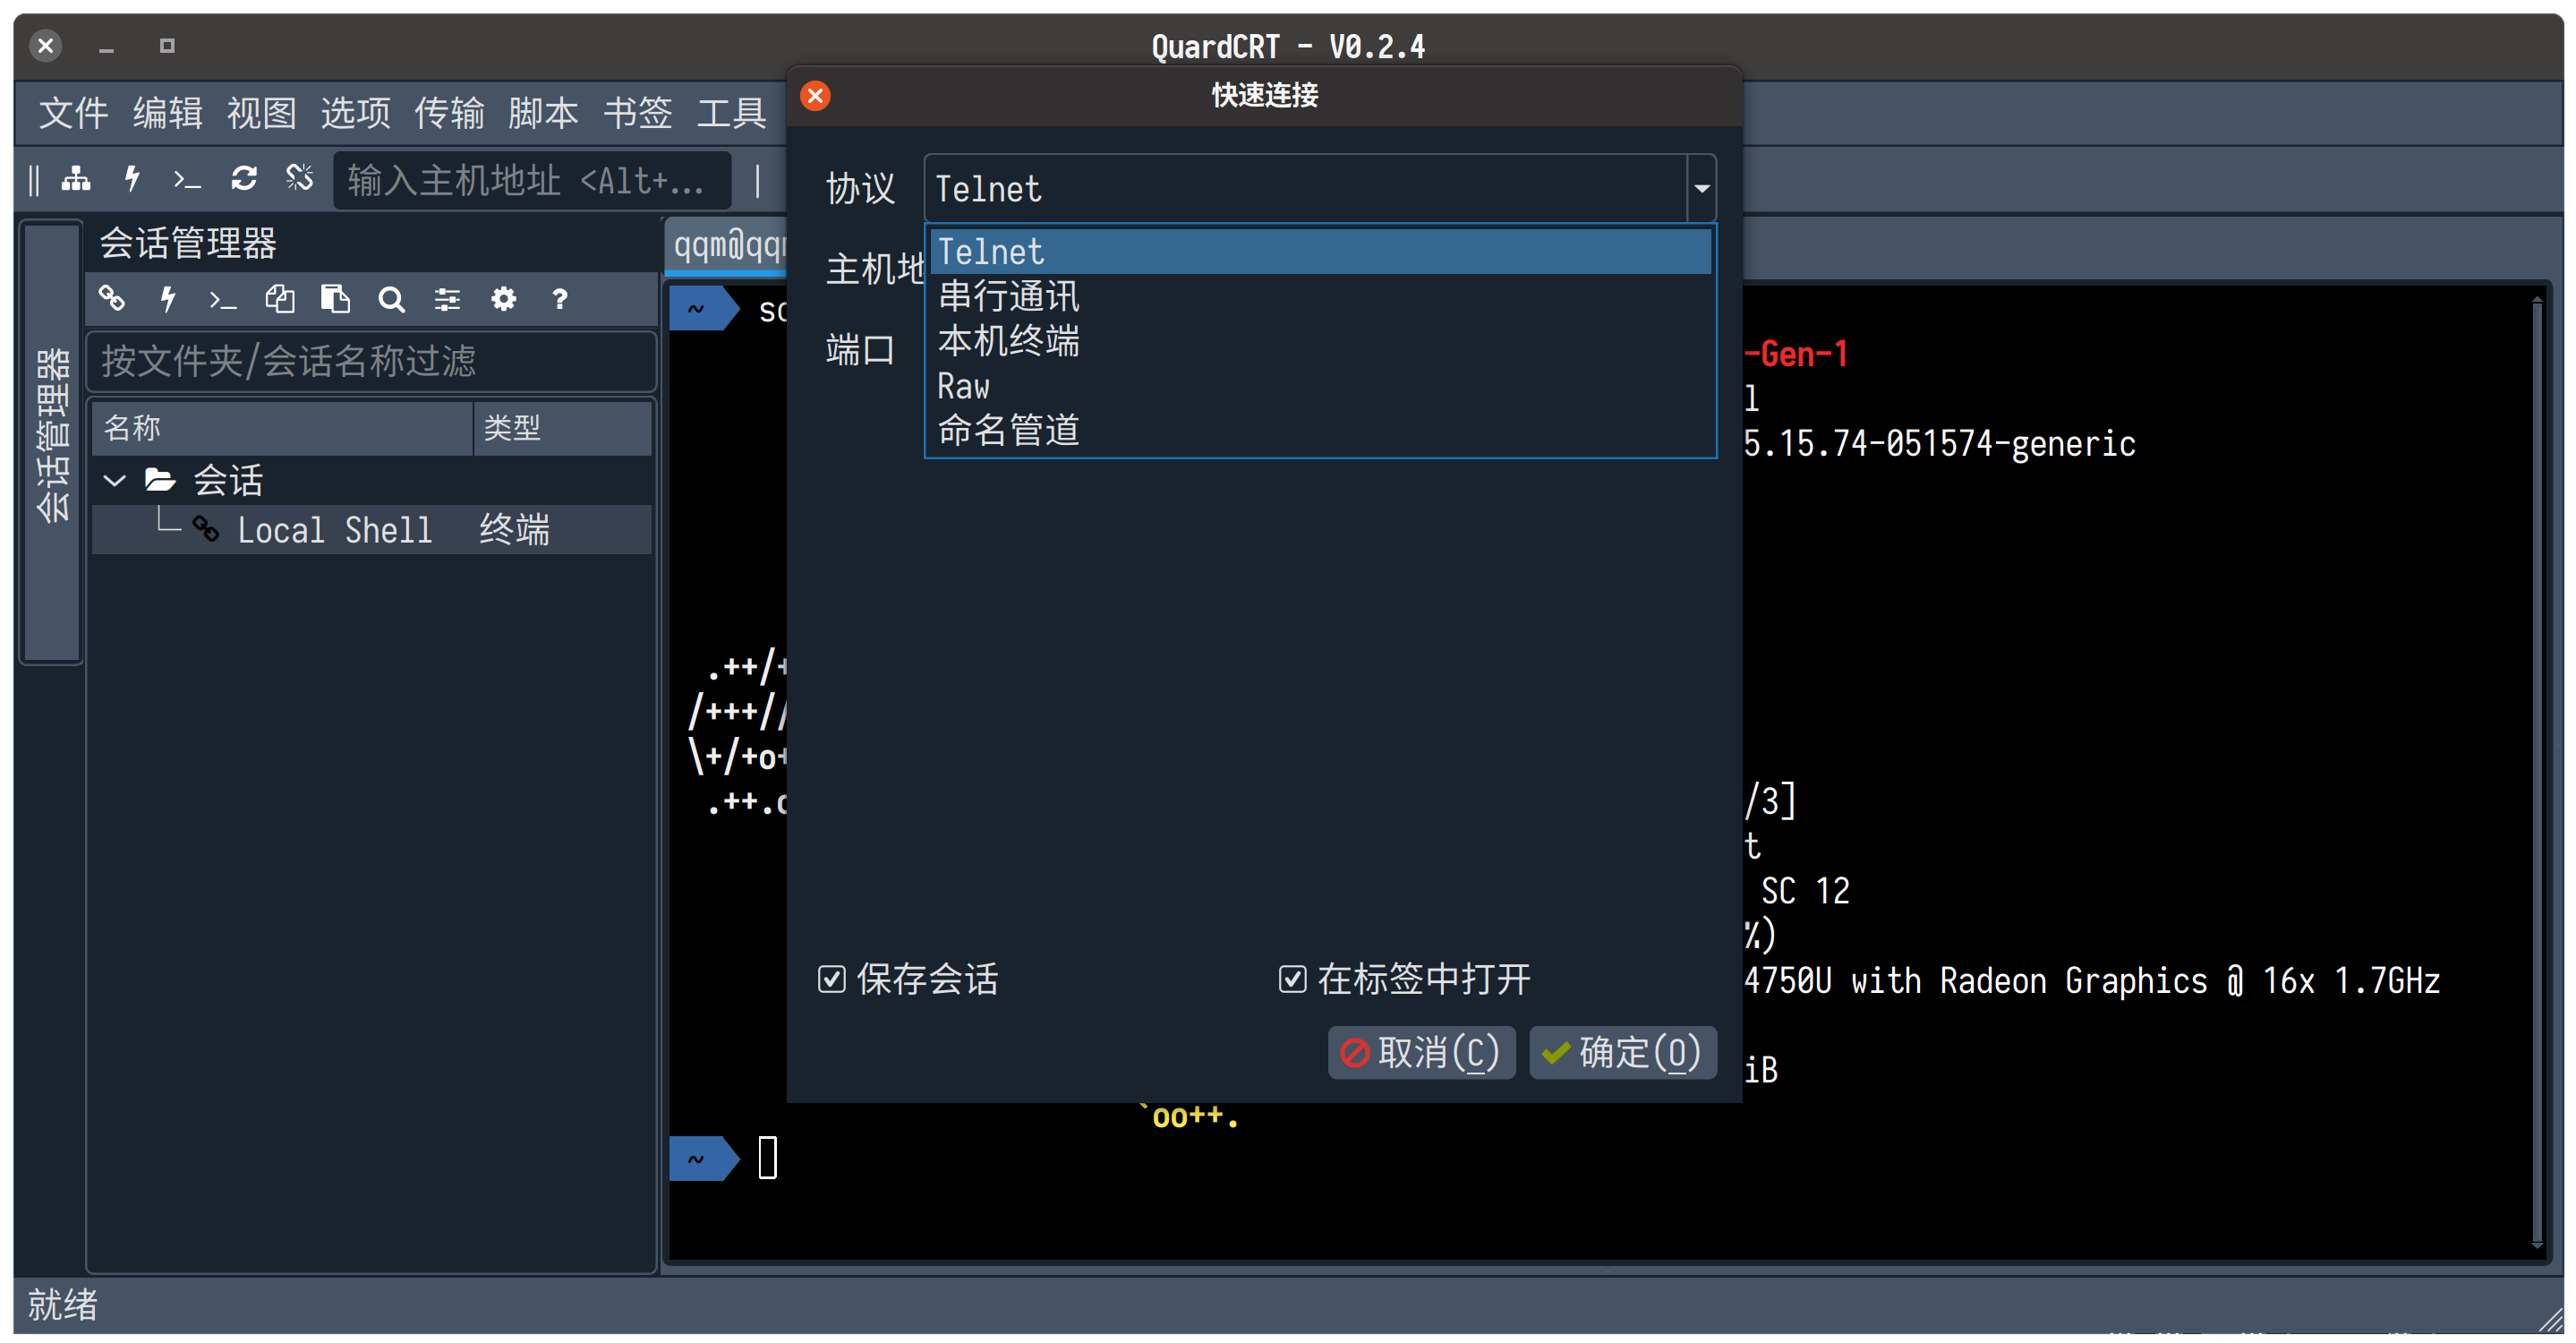 QuardCRT - V0.2.4
快速连接
文件 编辑 视图 选项 传输 脚本 书签 工具
输入主机地址 <Alt+...
协议 Telnet
Telnet
串行通讯
本机终端
Raw
命名管道
主机地
端口
保存会话 在标签中打开
取消(C) 确定(O)
会话管理器
会话管理器
按文件夹/会话名称过滤
名称 类型
会话
Local Shell 终端
qqm@qq
~ sc
-Gen-1
l
5.15.74-051574-generic
.++/+
/+++//
\+/+o+
.++.o
/3]
t
SC 12
%)
4750U with Radeon Graphics @ 16x 1.7GHz
iB
`oo++.
~
就绪